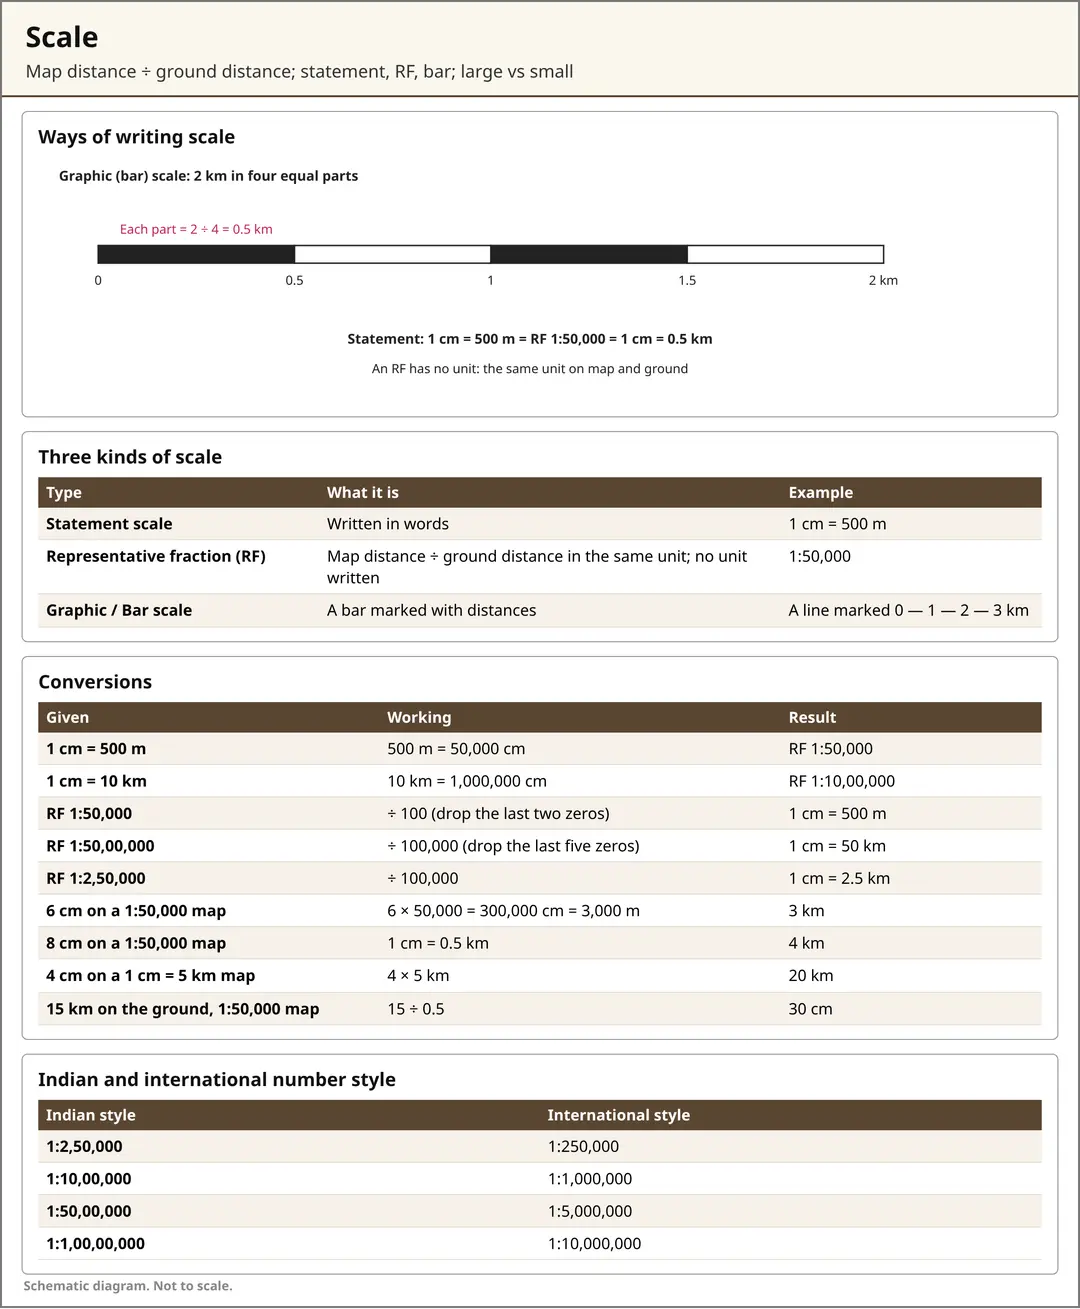 Scale
Map distance ÷ ground distance; statement, RF, bar; large vs small
Ways of writing scale
Graphic (bar) scale: 2 km in four equal parts
Each part = 2 ÷ 4 = 0.5 km
0 0.5 1 1.5 2 km
Statement: 1 cm = 500 m = RF 1:50,000 = 1 cm = 0.5 km
An RF has no unit: the same unit on map and ground
Three kinds of scale
Type What it is Example
Statement scale Written in words 1 cm = 500 m
Representative fraction (RF) Map distance ÷ ground distance in the same unit; no unit 1:50,000
written
Graphic / Bar scale A bar marked with distances A line marked 0 — 1 — 2 — 3 km
Conversions
Given Working Result
1 cm = 500 m 500 m = 50,000 cm RF 1:50,000
1 cm = 10 km 10 km = 1,000,000 cm RF 1:10,00,000
RF 1:50,000 ÷ 100 (drop the last two zeros) 1 cm = 500 m
RF 1:50,00,000 ÷ 100,000 (drop the last five zeros) 1 cm = 50 km
RF 1:2,50,000 ÷ 100,000 1 cm = 2.5 km
6 cm on a 1:50,000 map 6 × 50,000 = 300,000 cm = 3,000 m 3 km
8 cm on a 1:50,000 map 1 cm = 0.5 km 4 km
4 cm on a 1 cm = 5 km map 4 × 5 km 20 km
15 km on the ground, 1:50,000 map 15 ÷ 0.5 30 cm
Indian and international number style
Indian style International style
1:2,50,000 1:250,000
1:10,00,000 1:1,000,000
1:50,00,000 1:5,000,000
1:1,00,00,000 1:10,000,000
Schematic diagram. Not to scale.